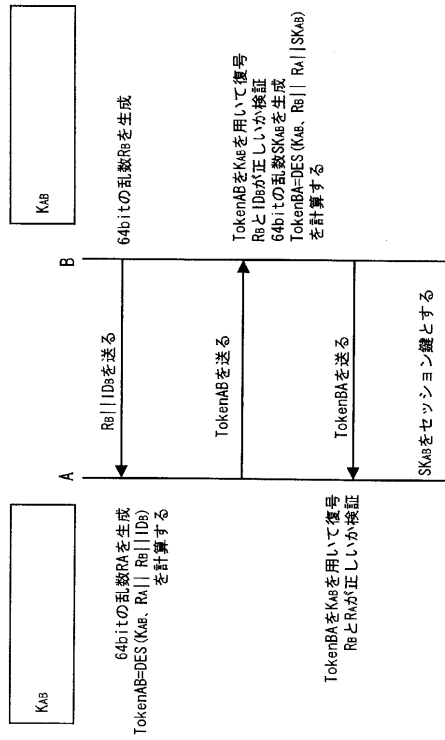 KAB
KAB
A
B
64bitの乱数RBを生成
RB||IDBを送る
64bitの乱数RAを生成
TokenAB=DES(KAB、RA|| RB||IDB)
を計算する
TokenABを送る
TokenABをKABを用いて復号
RBとIDBが正しいか検証
64bitの乱数SKABを生成
TokenBA=DES(KAB、RB|| RA||SKAB)
を計算する
TokenBAを送る
TokenBAをKABを用いて復号
RBとRAが正しいか検証
SKABをセッション鍵とする